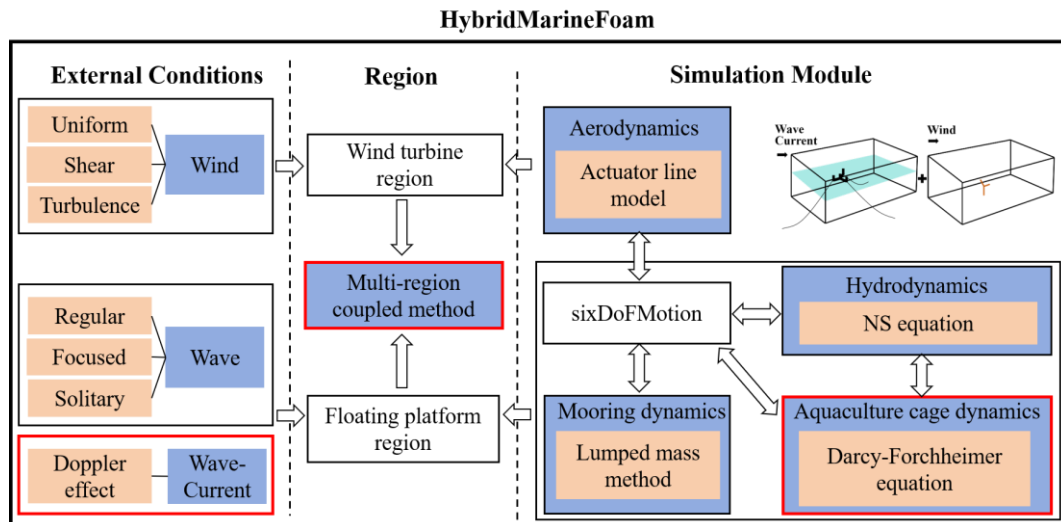 HybridMarineFoam
External Conditions
Region
Simulation Module
Uniform
Shear
Turbulence
Wind
Wind turbine
region
Aerodynamics
Actuator line
model
Wave
Current
Wind
+
Multi-region
coupled method
Regular
Focused
Solitary
Wave
Floating platform
region
Doppler
effect
Wave-
Current
sixDoFMotion
Hydrodynamics
NS equation
Mooring dynamics
Lumped mass
method
Aquaculture cage dynamics
Darcy-Forchheimer
equation